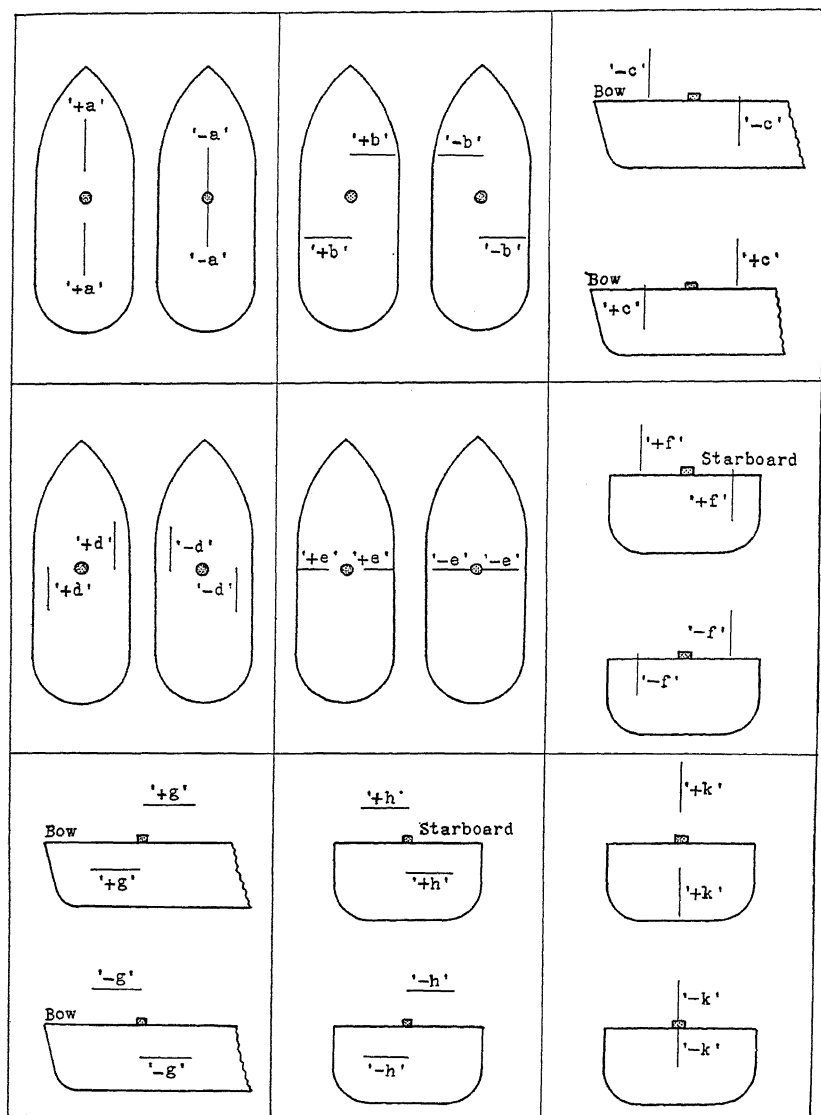 '+a'
'-a'
'-a'
'+a'
'+b'
'-b'
'+b'
'-b'
'-c'
Bow
'-c'
'+c'
Bow
'+c'
'+d'
'-d'
'+d'
'-d'
'+e' '+e'
'-e' '-e'
'+f'
Starboard
'+f'
'-f'
'-f'
'+g'
Bow
'+g'
'-g'
Bow
'-g'
'+h'
Starboard
'+h'
'-h'
'-h'
'+k'
'+k'
'-k'
'-k'